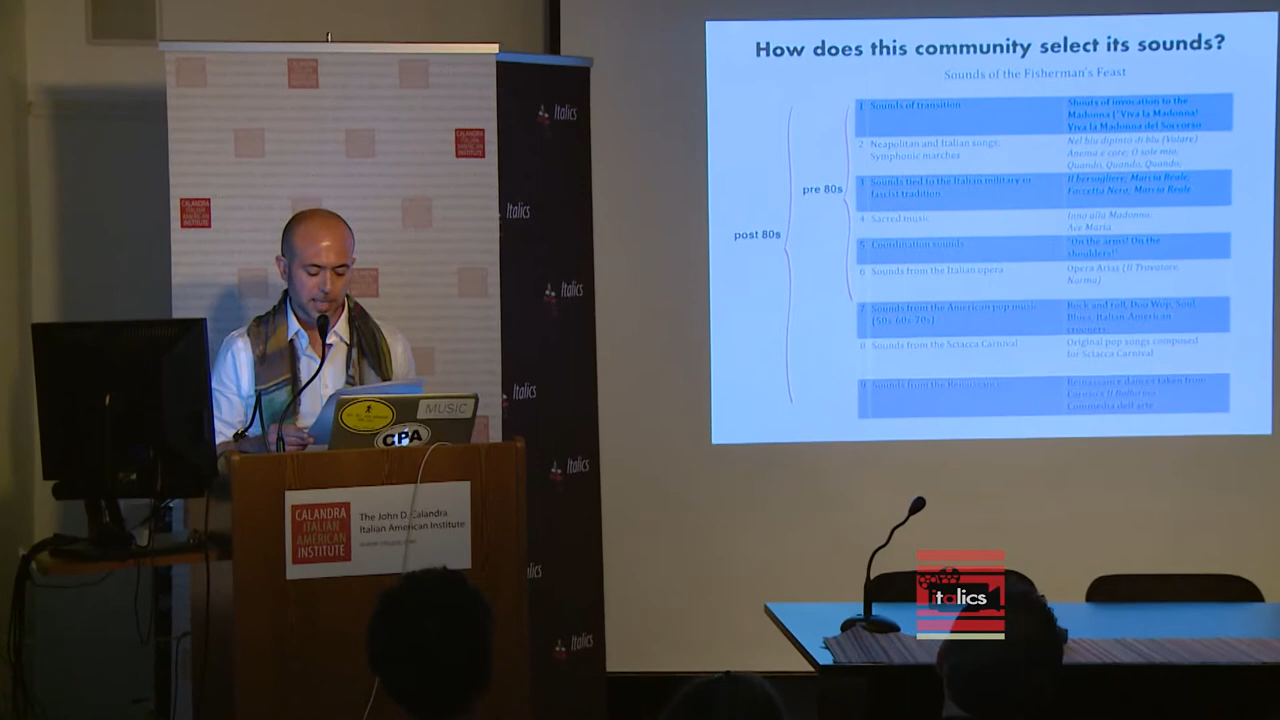 How does this community select its sounds?
Sounds of the Fisherman's Feast
post 80s
pre 80s
1 Sounds of transition
Shouts of invocation to the
Madonna ("Viva la Madonna!
Viva la Madonna del Soccorso
2 Neapolitan and Italian songs;
Symphonic marches
Nel blu dipinto di blu (Volare)
Anema e core; O sole mio,
Quando, Quando, Quando,
3 Sounds tied to the Italian military or
fascist tradition
Il bersagliere; Marcia Reale,
Faccetta Nera, Marcia Reale
4 Sacred music
Inno alla Madonna,
Ave Maria
5 Coordination sounds
"On the arms! On the
shoulders!"
6 Sounds from the Italian opera
Opera Arias (Il Trovatore,
Norma)
7 Sounds from the American pop music
(50s-60s-70s)
Rock and roll, Doo Wop, Soul,
Blues, Italian-American
crooners,
8 Sounds from the Sciacca Carnival
Original pop songs composed
for Sciacca Carnival
9 Sounds from the Renaissance
Renaissance dances taken from
Caroso's Il Ballarino
Commedia dell'arte
CALANDRA
ITALIAN
AMERICAN
INSTITUTE
CALANDRA
ITALIAN
AMERICAN
INSTITUTE
CALANDRA
ITALIAN
AMERICAN
INSTITUTE
Italics
Italics
Italics
Italics
Italics
alics
Italics
MUSIC
CPA
CALANDRA
ITALIAN
AMERICAN
INSTITUTE
The John D. Calandra
Italian American Institute
italics